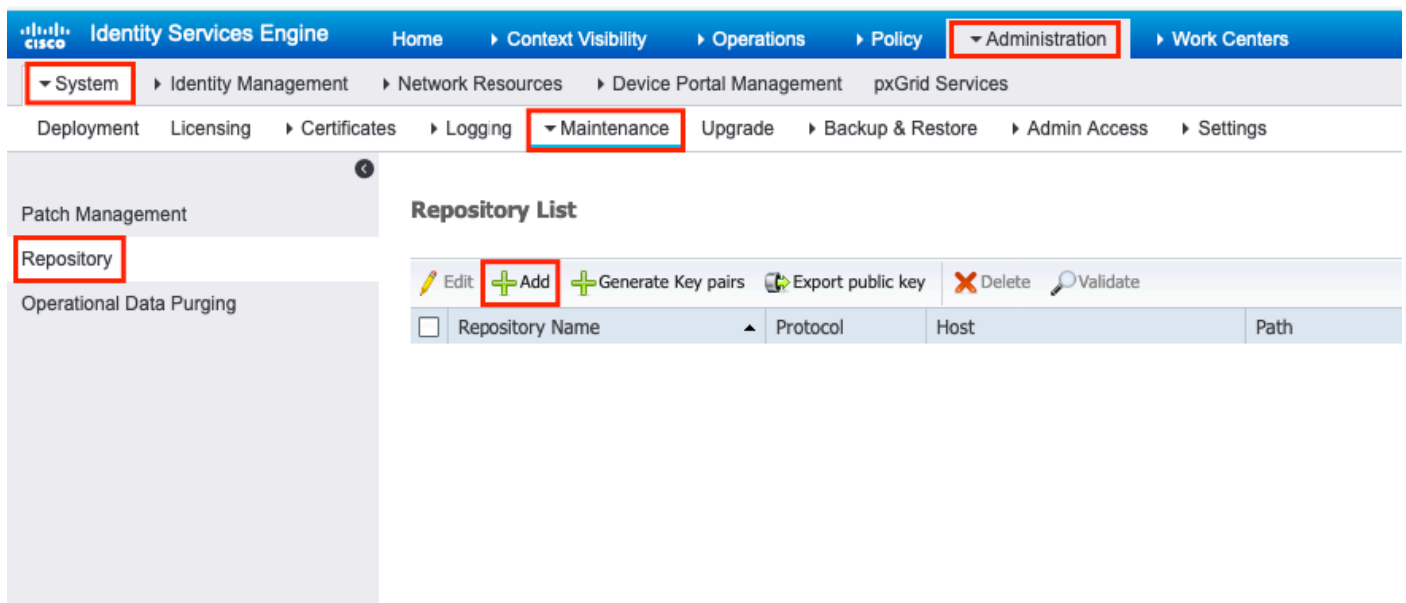 cisco Identity Services Engine Home Context Visibility Operations Policy Administration Work Centers
System Identity Management Network Resources Device Portal Management pxGrid Services
Deployment Licensing Certificates Logging Maintenance Upgrade Backup & Restore Admin Access Settings
Patch Management
Repository
Operational Data Purging
Repository List
Edit Add Generate Key pairs Export public key Delete Validate
Repository Name Protocol Host Path